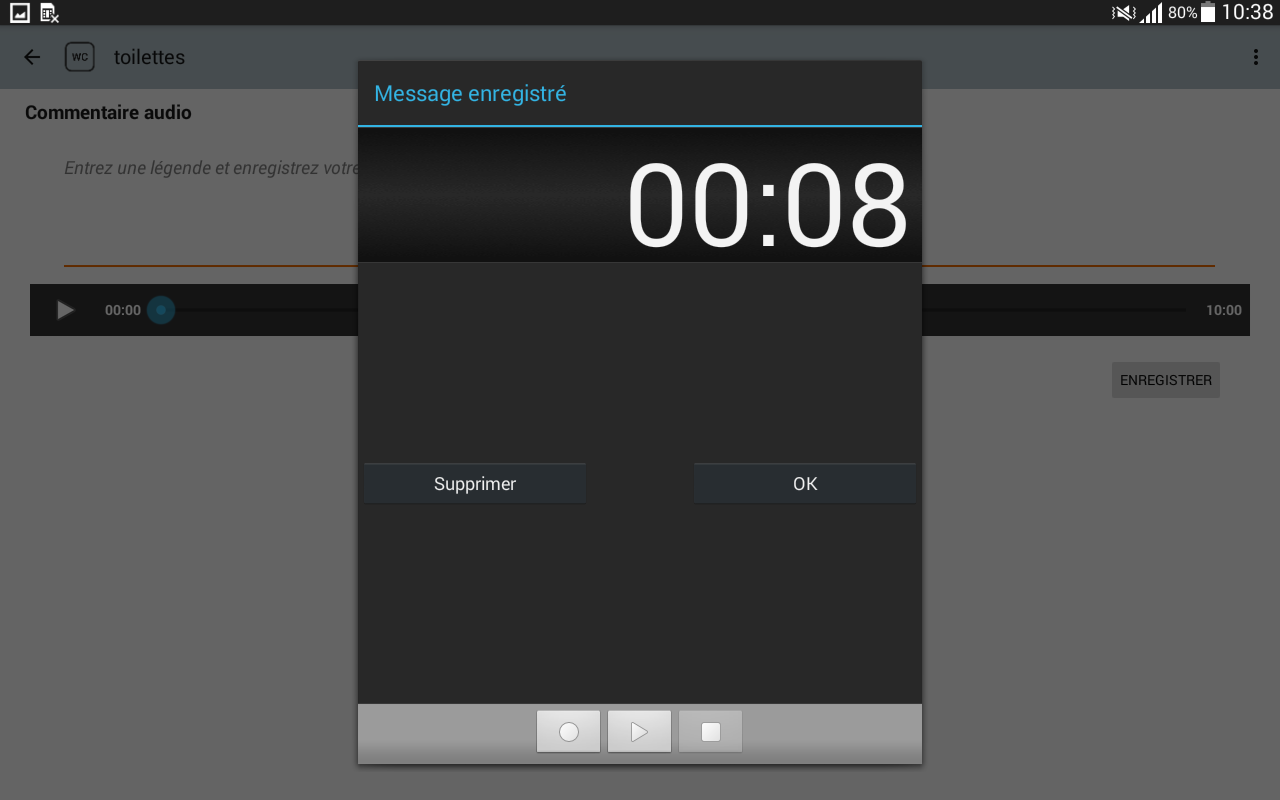 80% 10:38
WC toilettes
Message enregistré
Commentaire audio
Entrez une légende et enregistrez votre
00:08
00:00 10:00
ENREGISTRER
Supprimer OK